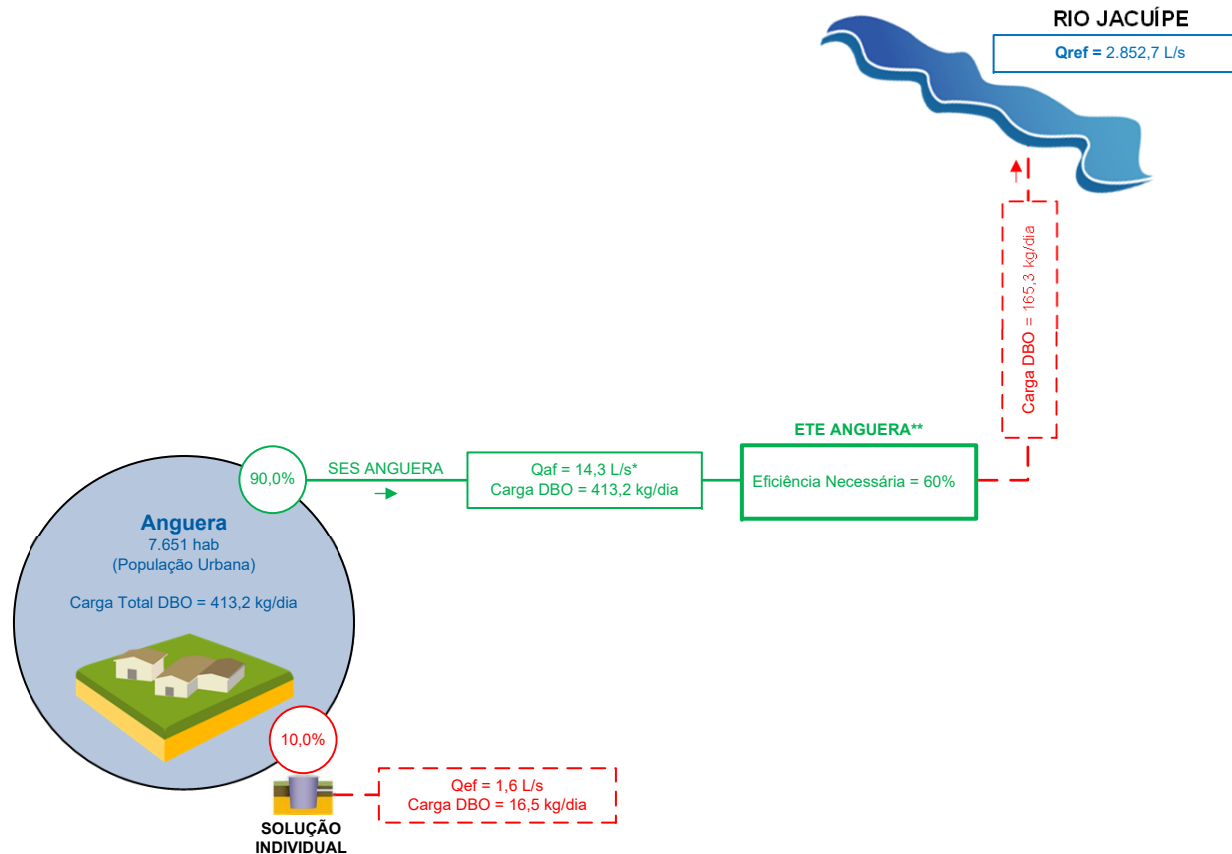 RIO JACUÍPE
Qref = 2.852,7 L/s
Carga DBO = 165,3 kg/dia
ETE ANGUERA**
Eficiência Necessária = 60%
90,0%
SES ANGUERA
Qaf = 14,3 L/s*
Carga DBO = 413,2 kg/dia
Anguera
7.651 hab
(População Urbana)
Carga Total DBO = 413,2 kg/dia
10,0%
Qef = 1,6 L/s
Carga DBO = 16,5 kg/dia
SOLUÇÃO
INDIVIDUAL